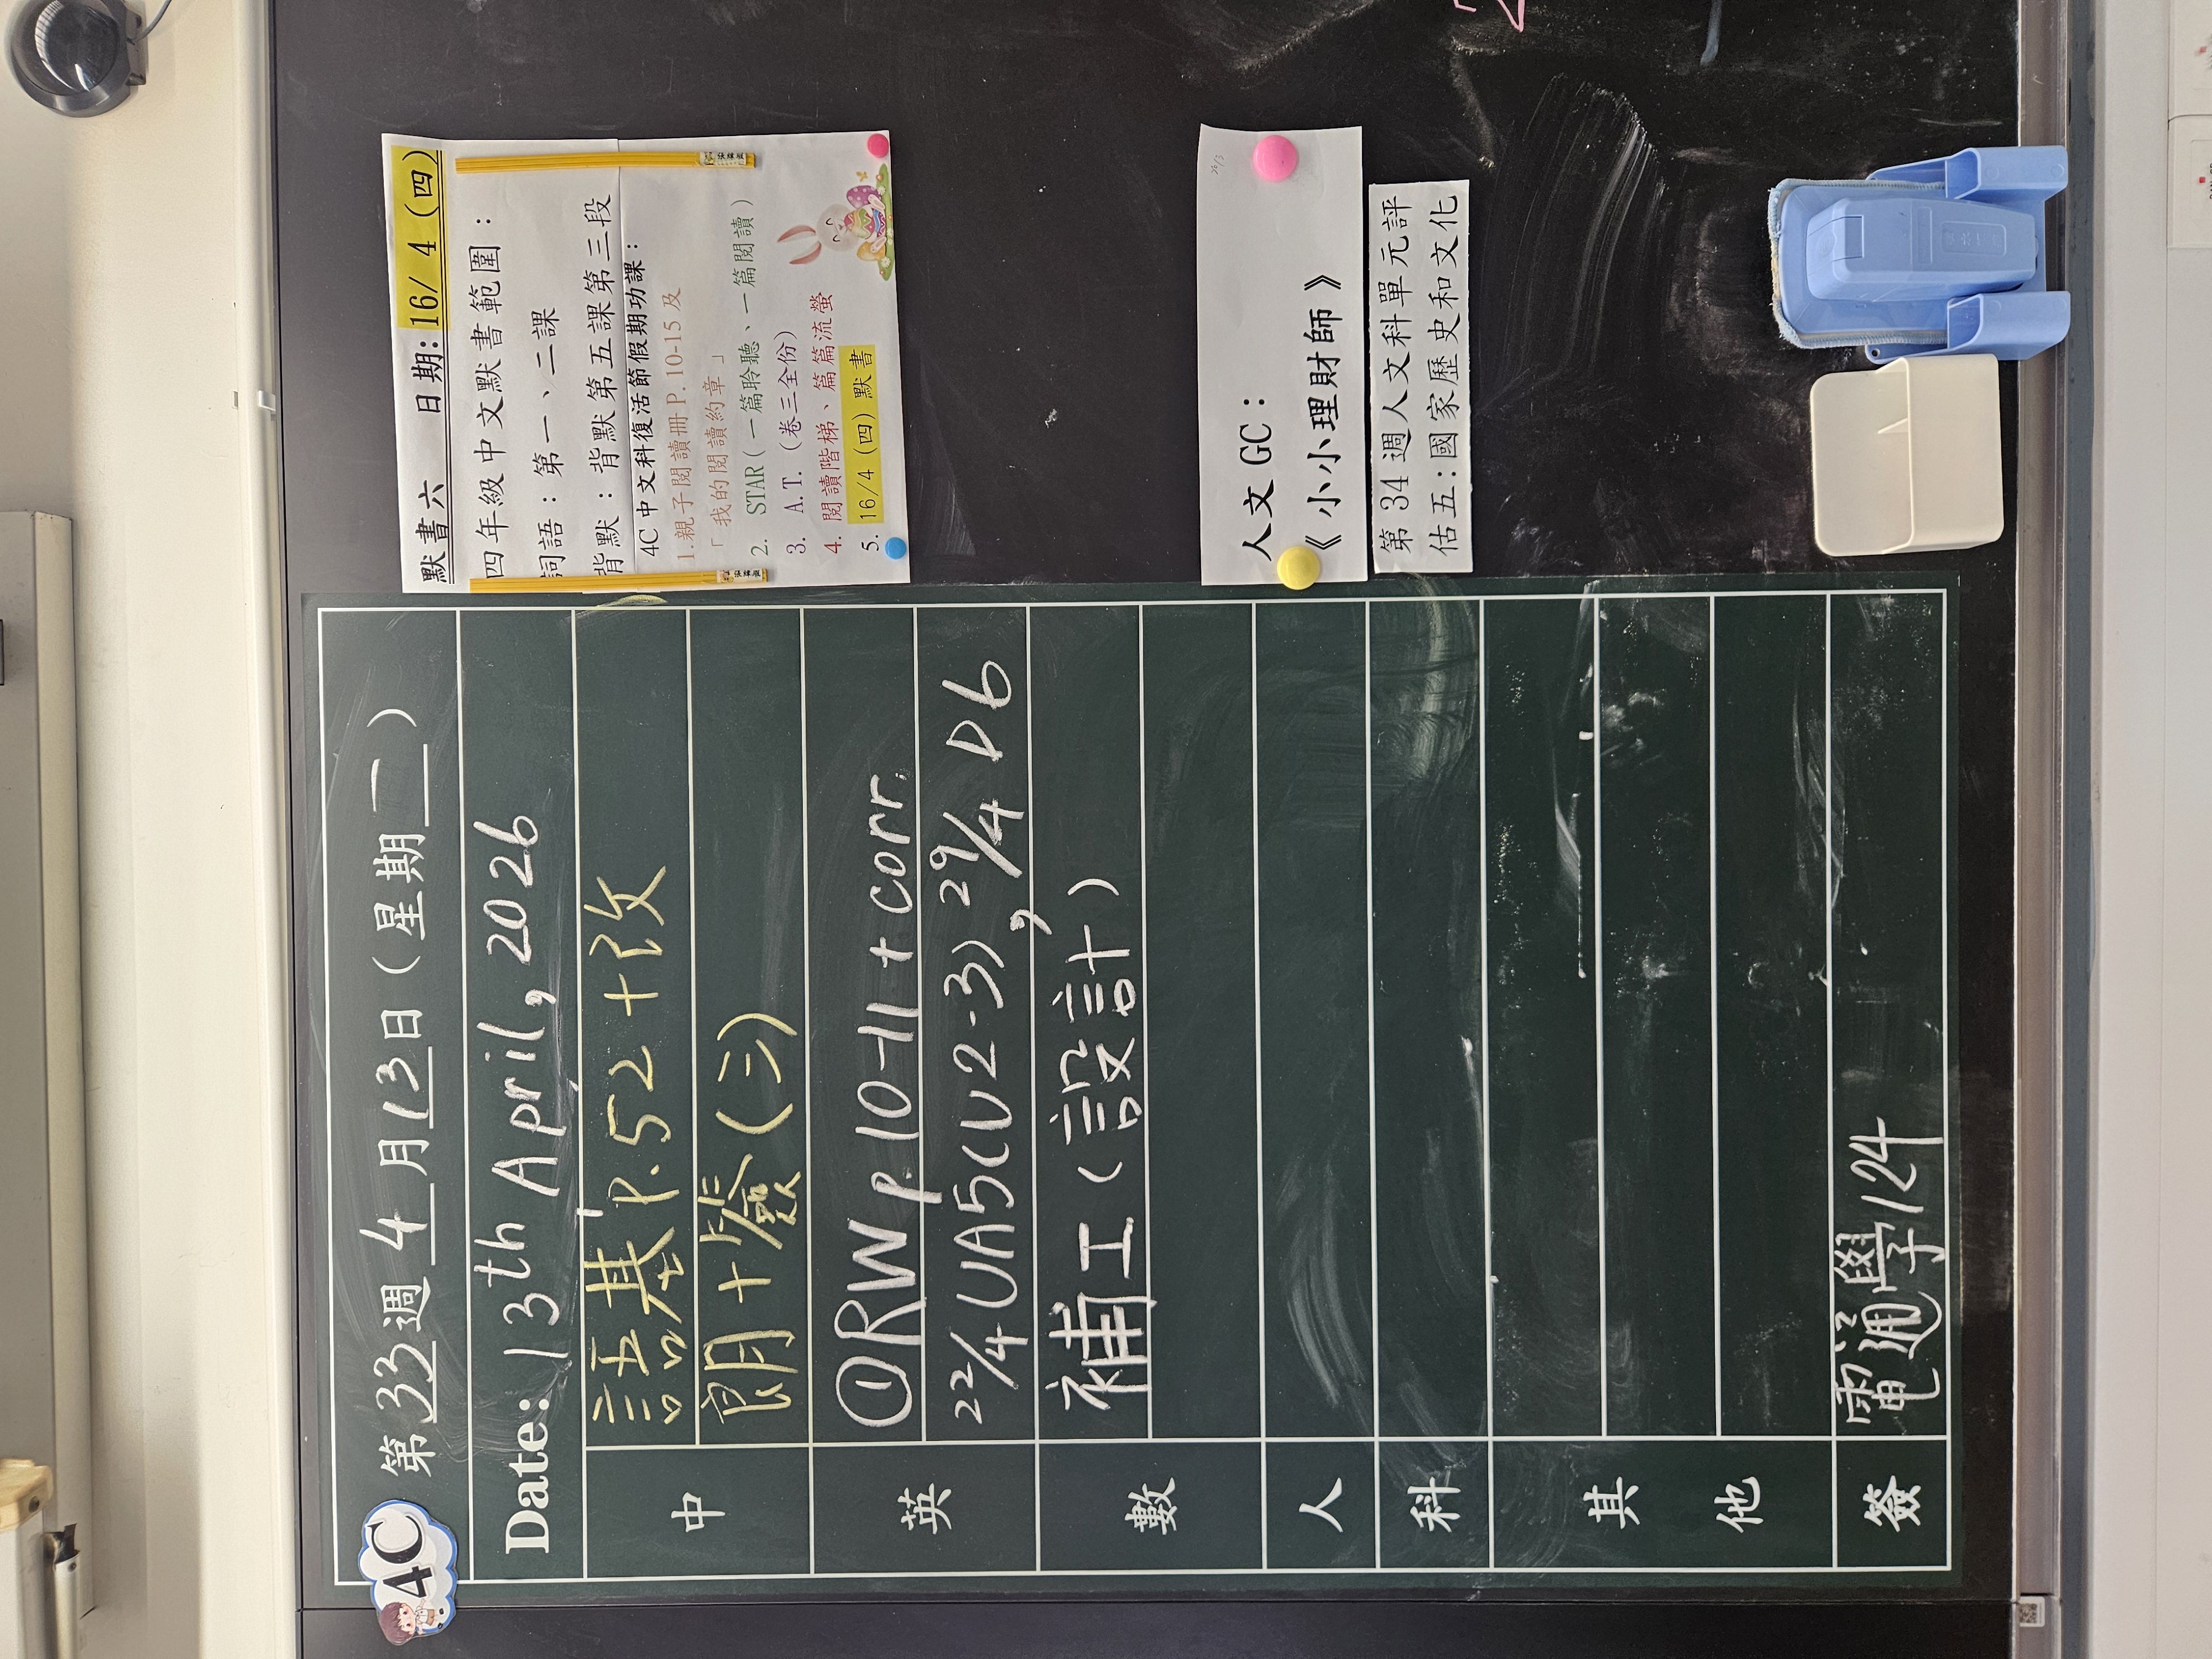 4C
第33週 4月13日(星期一)
Date: 13th April, 2026
中
語基P.52+改
朗+簽(三)
英
①RW p.10-11 + corr.
22/4 UA5(U2-3), 29/4 D6
數
補工(設計)
人
科
其他
簽
電通學124
默書六 日期: 16/4 (四)
四年級中文默書範圍:
詞語:第一、二課
背默:背默第五課第三段
4C中文科復活節假期功課:
1.親子閱讀冊P.10-15及
「我的閱讀約章」
2. STAR(一篇聆聽、一篇閱讀)
3. A.T.(卷三全份)
4. 閱讀階梯、篇篇流螢
5. 16/4 (四) 默書
人文GC:
《小小理財師》
第34週人文科單元評
估五:國家歷史和文化